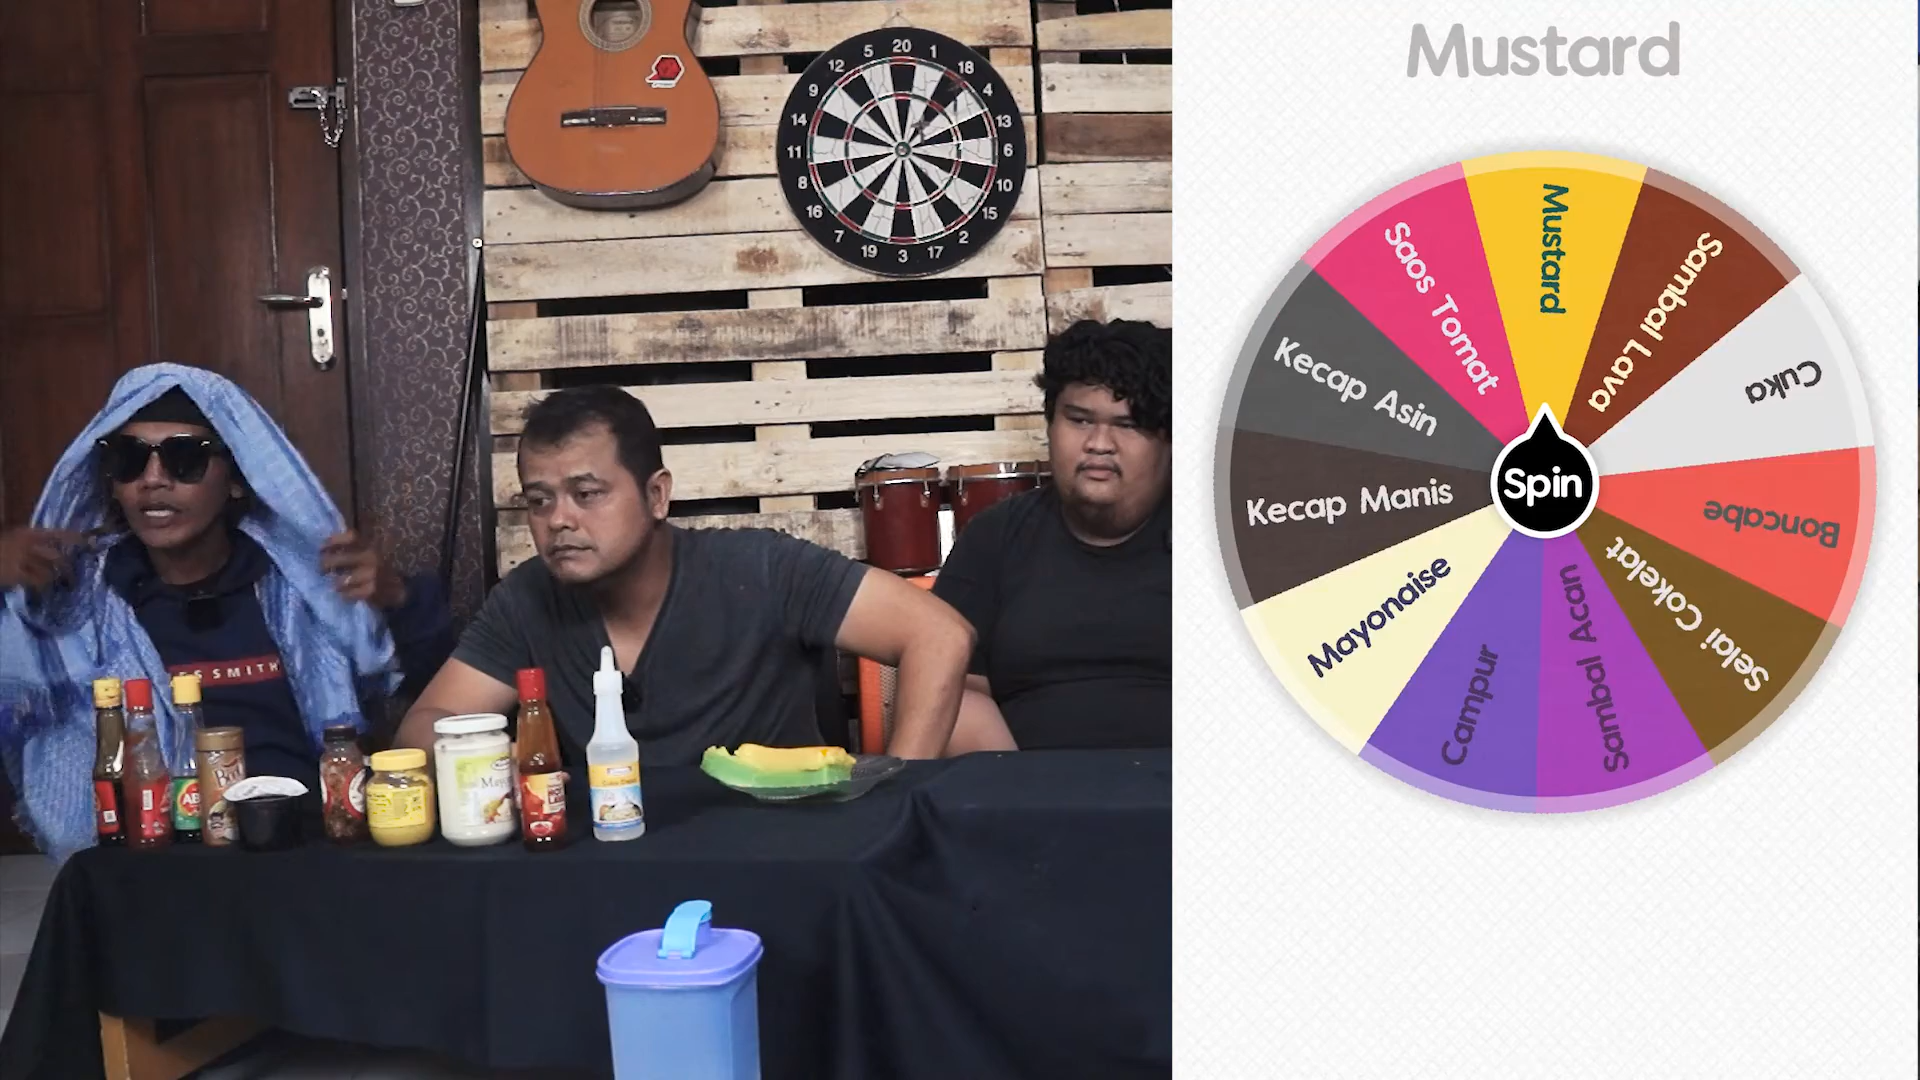 Mustard
Mustard
Sambal Lava
Cuka
Boncabe
Selai Cokelat
Sambal Acan
Campur
Mayonaise
Kecap Manis
Kecap Asin
Saos Tomat
Spin
20
1
18
4
13
6
10
15
2
17
3
19
7
16
8
11
14
9
12
5
SMITH
AB
Mayo